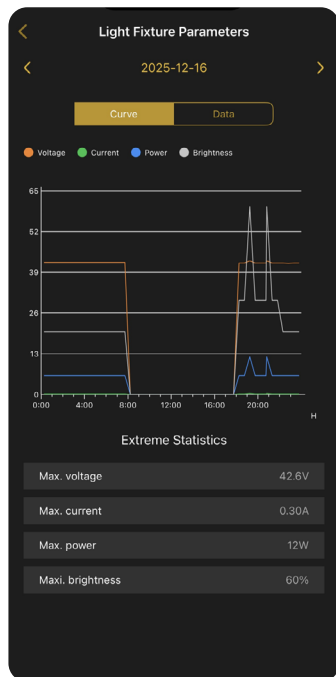 Light Fixture Parameters
2025-12-16
Curve Data
Voltage Current Power Brightness
65
52
39
26
13
0
0:00 4:00 8:00 12:00 16:00 20:00
H
Extreme Statistics
Max. voltage 42.6V
Max. current 0.30A
Max. power 12W
Maxi. brightness 60%